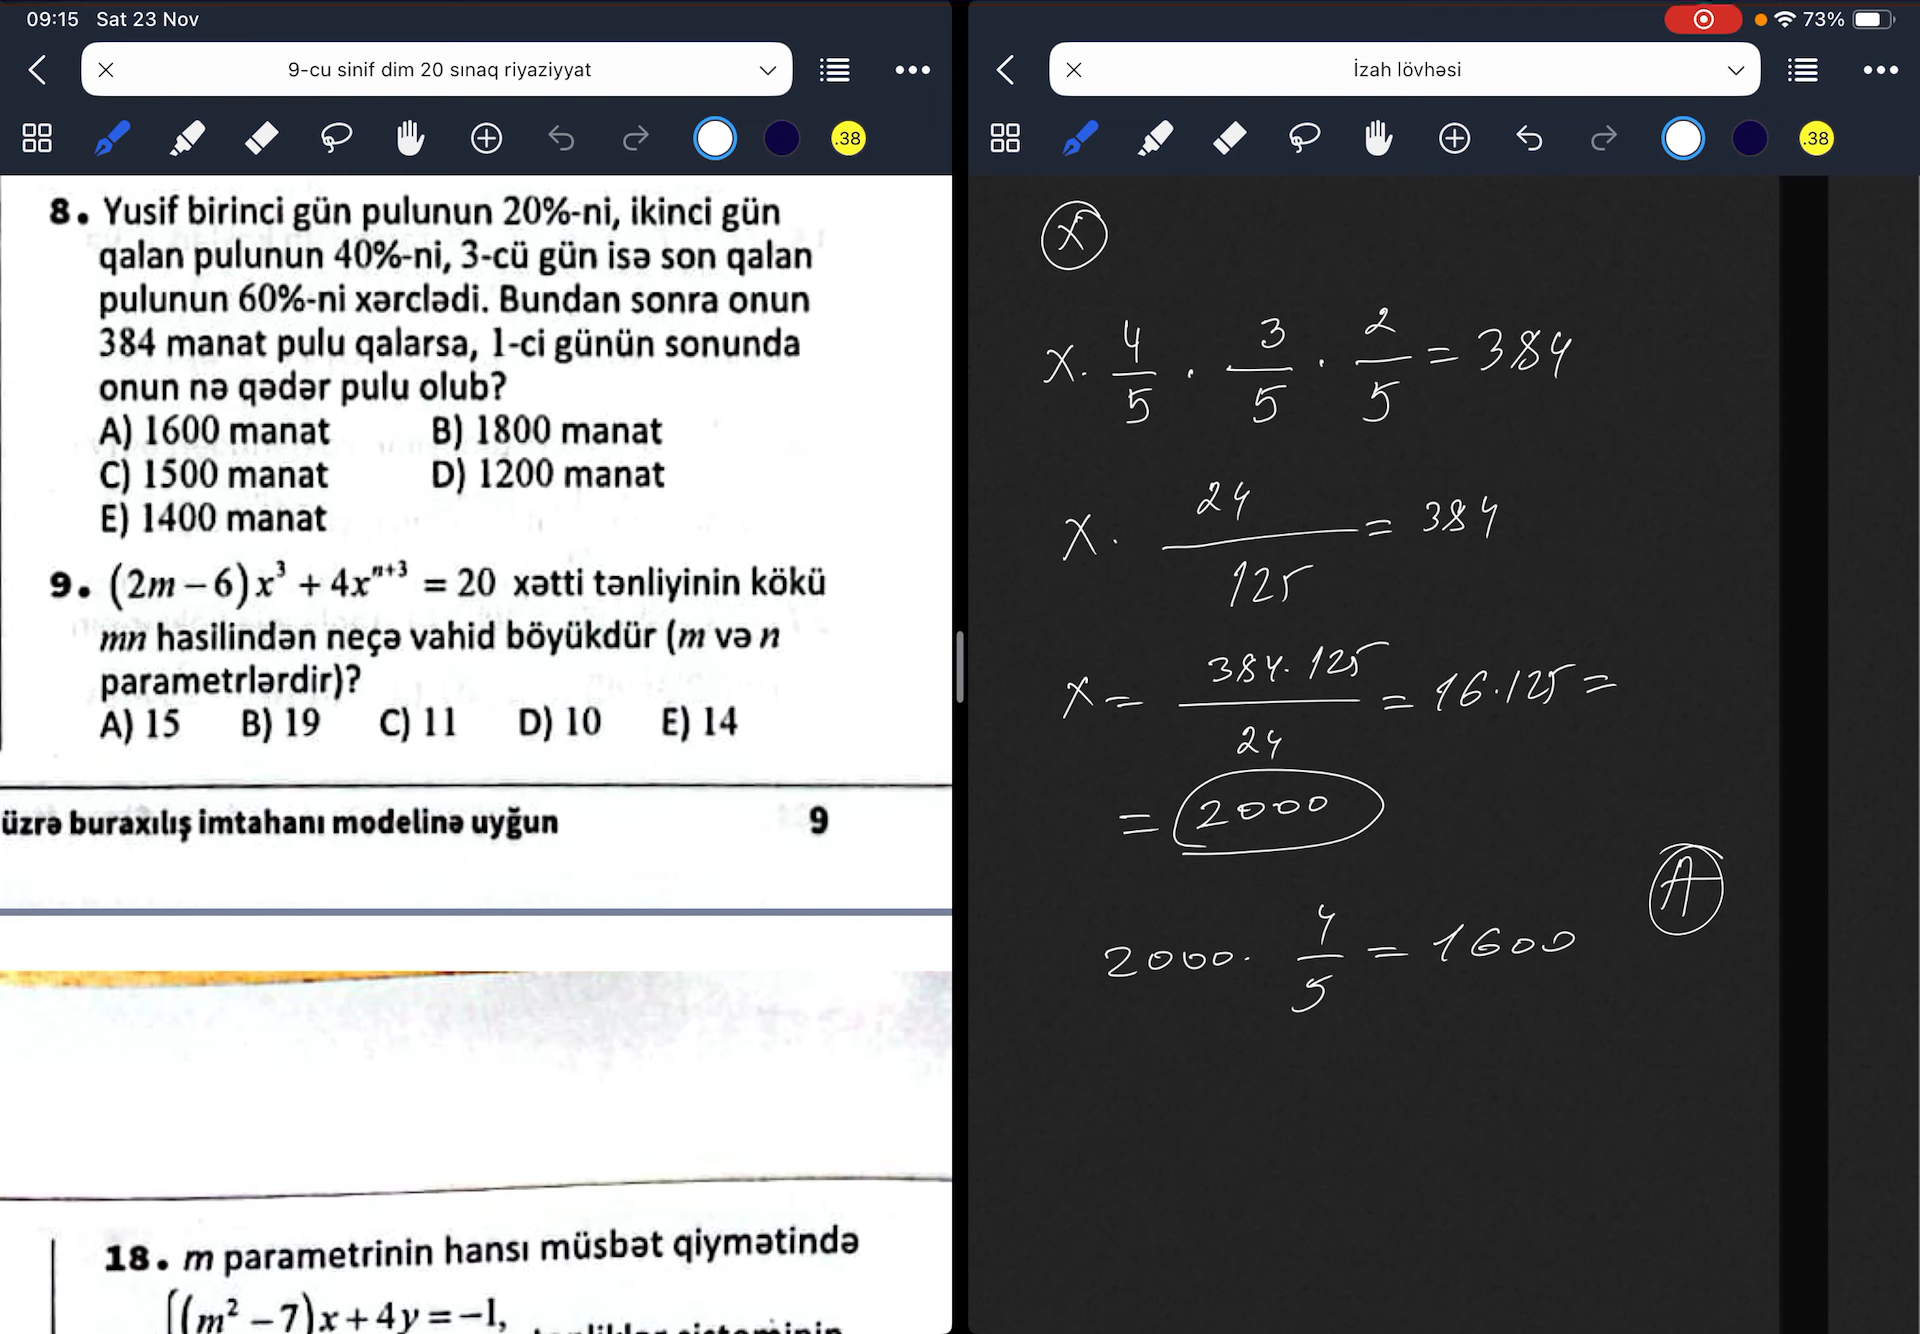 09:15 Sat 23 Nov
73%
9-cu sinif dim 20 sınaq riyaziyyat
İzah lövhəsi
.38
.38
8. Yusif birinci gün pulunun 20%-ni, ikinci gün
qalan pulunun 40%-ni, 3-cü gün isə son qalan
pulunun 60%-ni xərclədi. Bundan sonra onun
384 manat pulu qalarsa, 1-ci günün sonunda
onun nə qədər pulu olub?
A) 1600 manat B) 1800 manat
C) 1500 manat D) 1200 manat
E) 1400 manat
9. (2m – 6)x³ + 4xⁿ⁺³ = 20 xətti tənliyinin kökü
mn hasilindən neçə vahid böyükdür (m və n
parametrlərdir)?
A) 15 B) 19 C) 11 D) 10 E) 14
üzrə buraxılış imtahanı modelinə uyğun 9
18. m parametrinin hansı müsbət qiymətində
(m² – 7)x + 4y = –1,
X
X · 4/5 · 3/5 · 2/5 = 384
X · 24/125 = 384
X = 384 · 125/24 = 16 · 125 =
= 2000
2000 · 4/5 = 1600
A